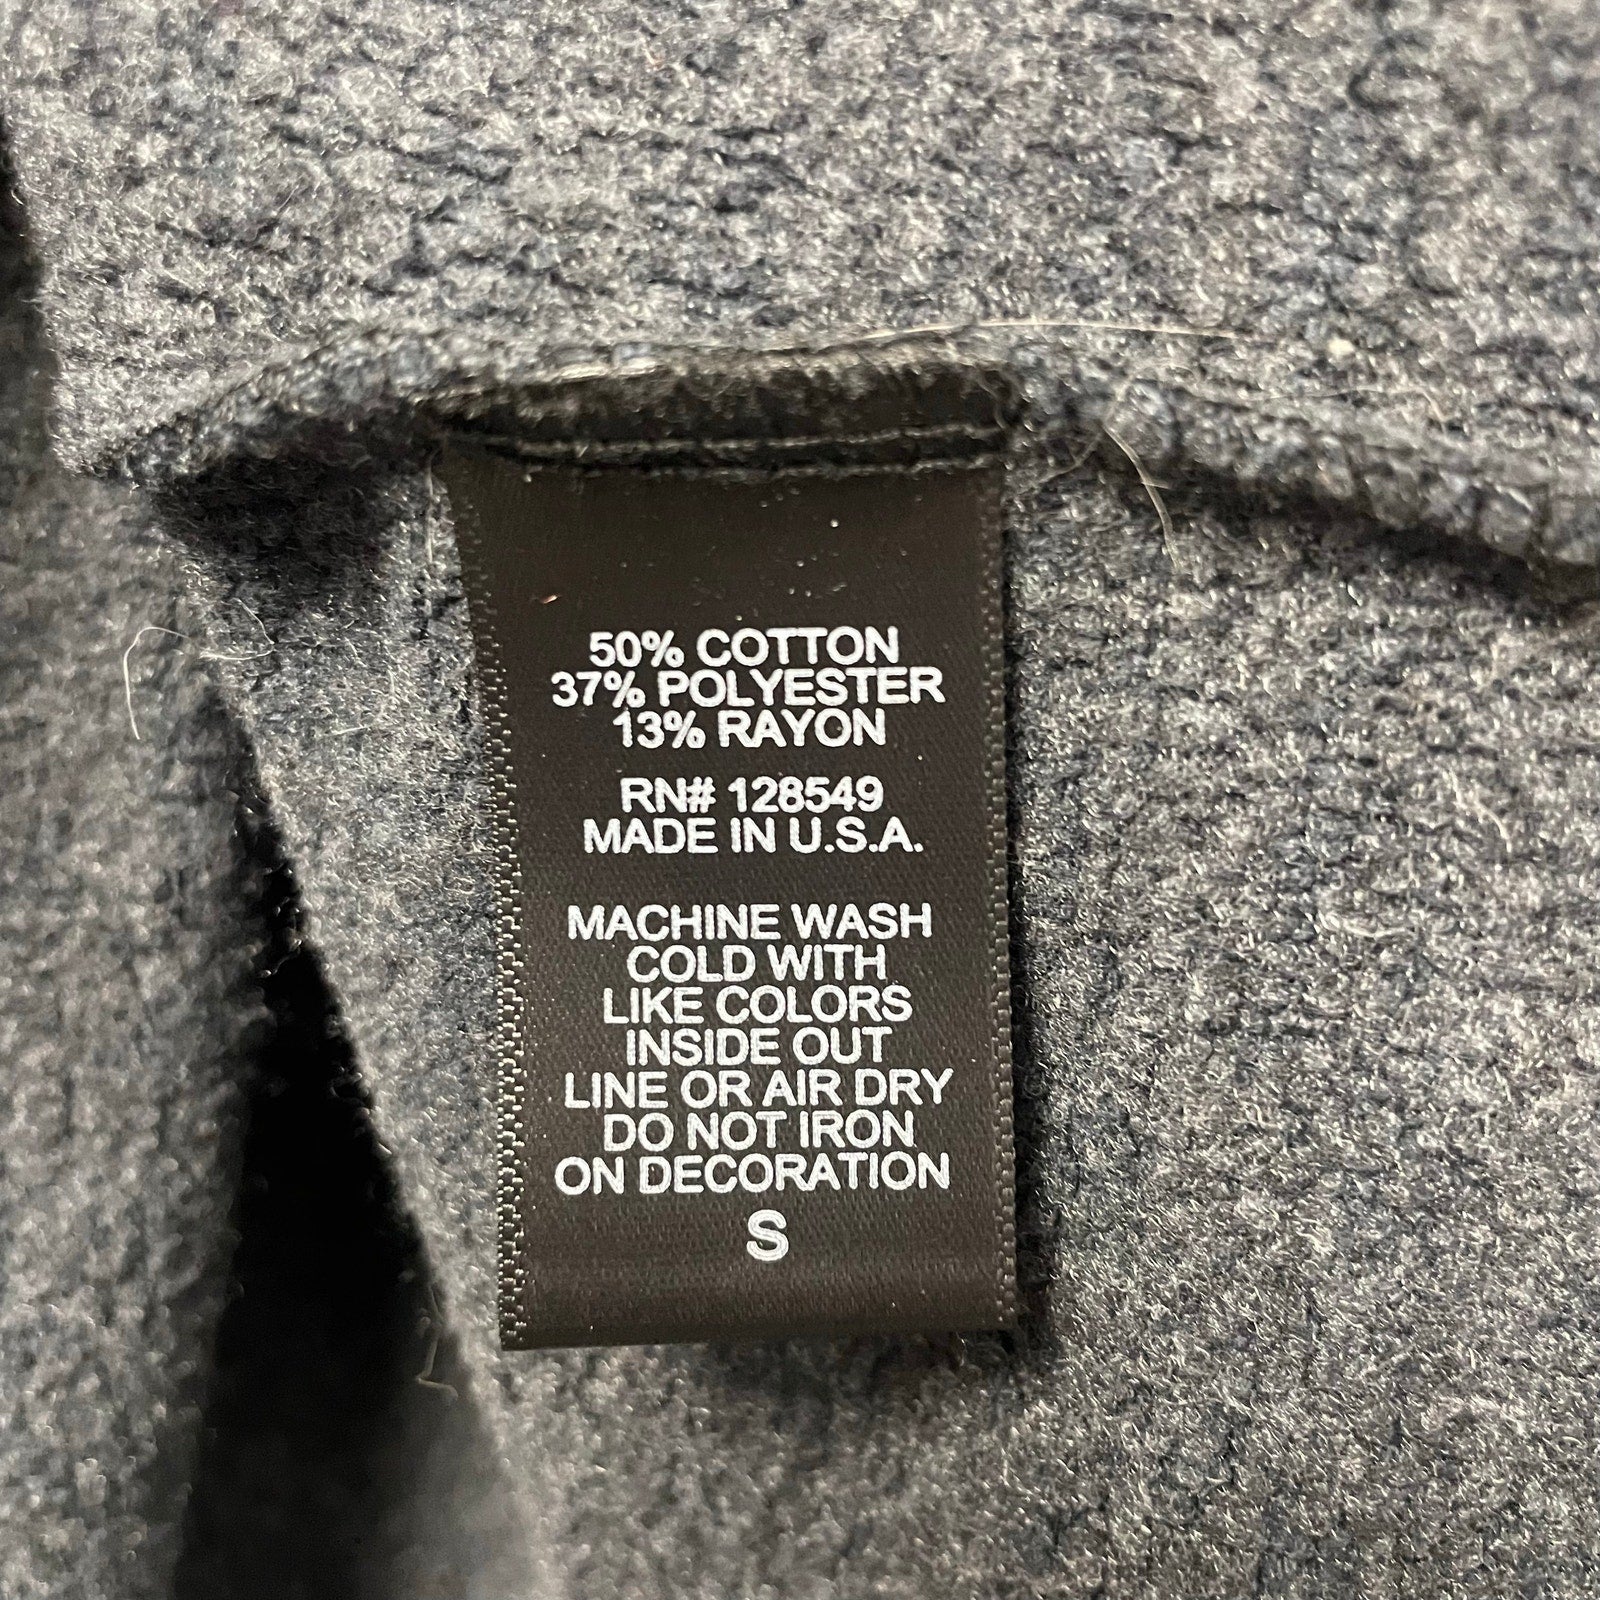 50% COTTON
37% POLYESTER
13% RAYON
RN# 128549
MADE IN U.S.A.
MACHINE WASH
COLD WITH
LIKE COLORS
INSIDE OUT
LINE OR AIR DRY
DO NOT IRON
ON DECORATION
S